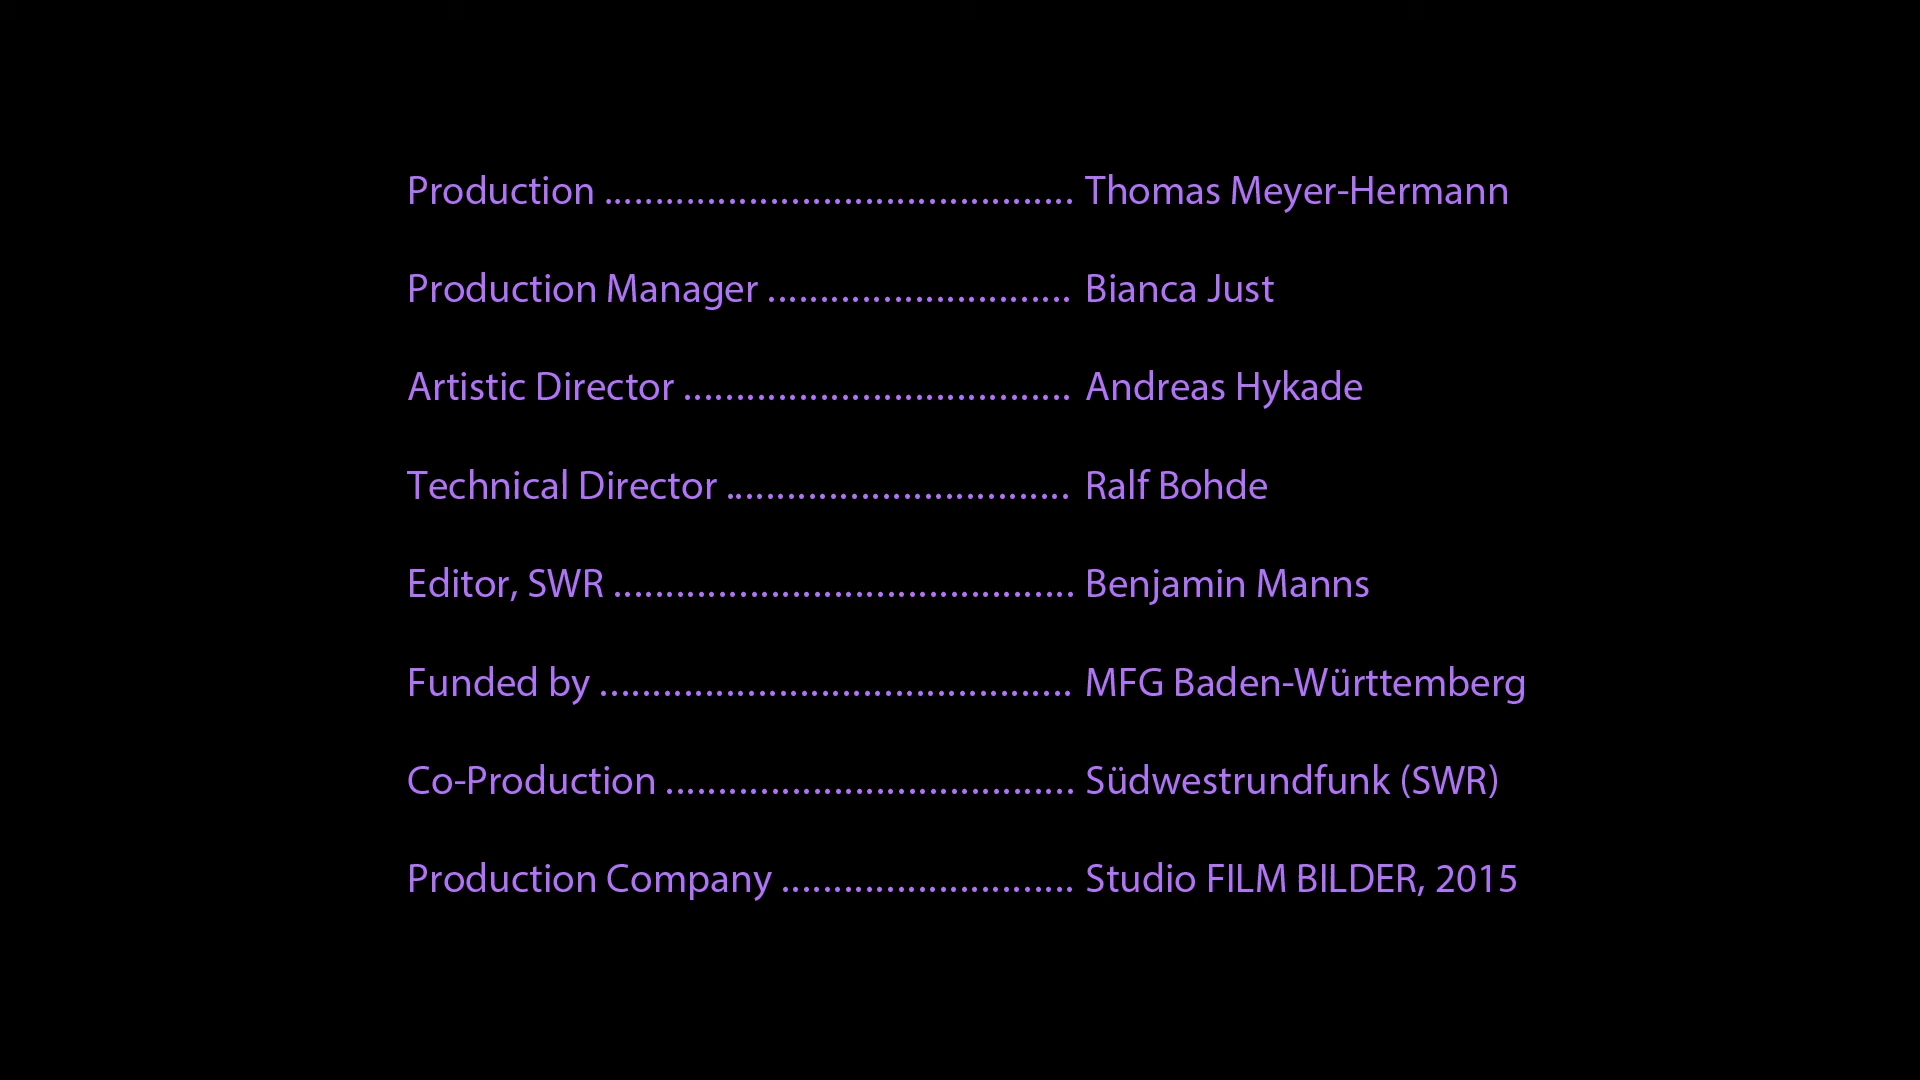 Production ............................................. Thomas Meyer-Hermann
Production Manager ............................. Bianca Just
Artistic Director ..................................... Andreas Hykade
Technical Director ................................. Ralf Bohde
Editor, SWR ............................................ Benjamin Manns
Funded by ............................................. MFG Baden-Württemberg
Co-Production ....................................... Südwestrundfunk (SWR)
Production Company ............................ Studio FILM BILDER, 2015